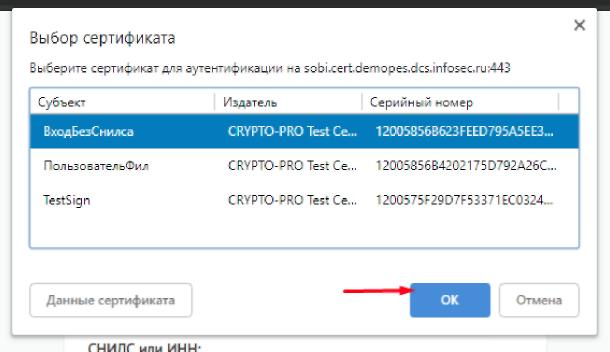 Выбор сертификата
Выберите сертификат для аутентификации на sobi.cert.demopes.dcs.infosec.ru:443
Субъект Издатель Серийный номер
ВходБезСнилса CRYPTO-PRO Test Ce... 12005856B623FEED795A5EE3...
ПользовательФил CRYPTO-PRO Test Ce... 12005856B4202175D792A26C...
TestSign CRYPTO-PRO Test Ce... 1200575F29D7F53371EC0324...
Данные сертификата OK Отмена
СНИЛС или ИНН: